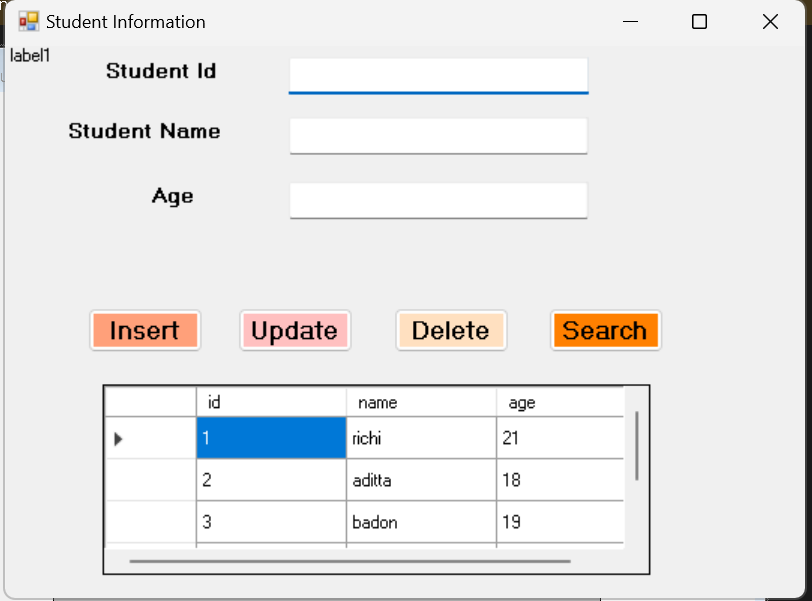 Student Information
label1
Student Id
Student Name
Age
Insert Update Delete Search
id name age
1 richi 21
2 aditta 18
3 badon 19